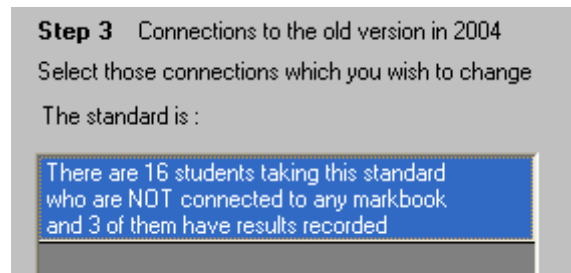 Step 3 Connections to the old version in 2004
Select those connections which you wish to change
The standard is :
There are 16 students taking this standard
who are NOT connected to any markbook
and 3 of them have results recorded